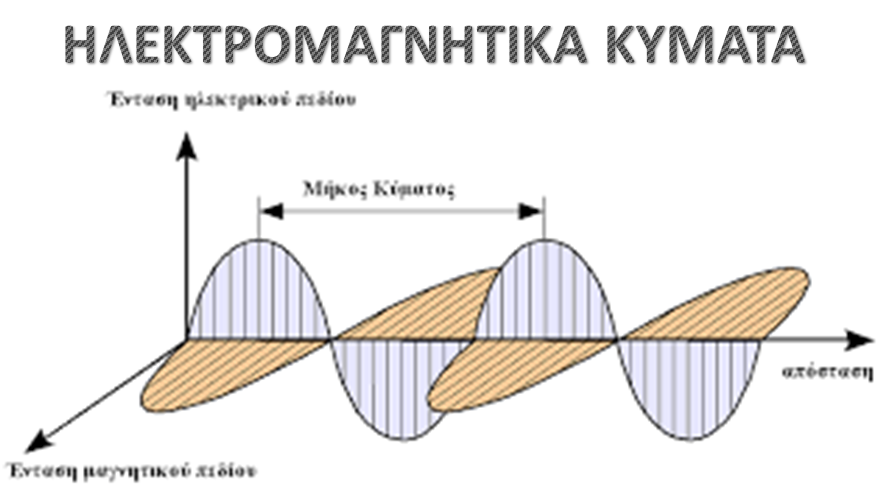 ΗΛΕΚΤΡΟΜΑΓΝΗΤΙΚΑ ΚΥΜΑΤΑ
Ένταση ηλεκτρικού πεδίου
Μήκος Κύματος
απόσταση
Ένταση μαγνητικού πεδίου